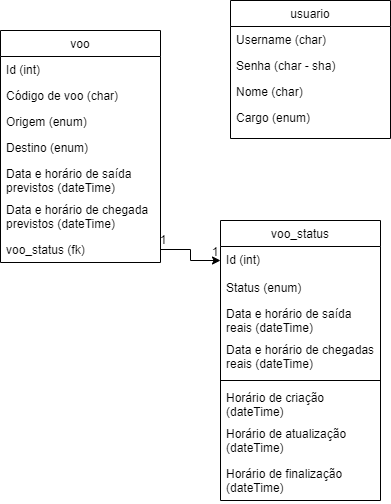 voo
Id (int)
Código de voo (char)
Origem (enum)
Destino (enum)
Data e horário de saída
previstos (dateTime)
Data e horário de chegada
previstos (dateTime)
voo_status (fk)
usuario
Username (char)
Senha (char - sha)
Nome (char)
Cargo (enum)
1
1
voo_status
Id (int)
Status (enum)
Data e horário de saída
reais (dateTime)
Data e horário de chegadas
reais (dateTime)
Horário de criação
(dateTime)
Horário de atualização
(dateTime)
Horário de finalização
(dateTime)